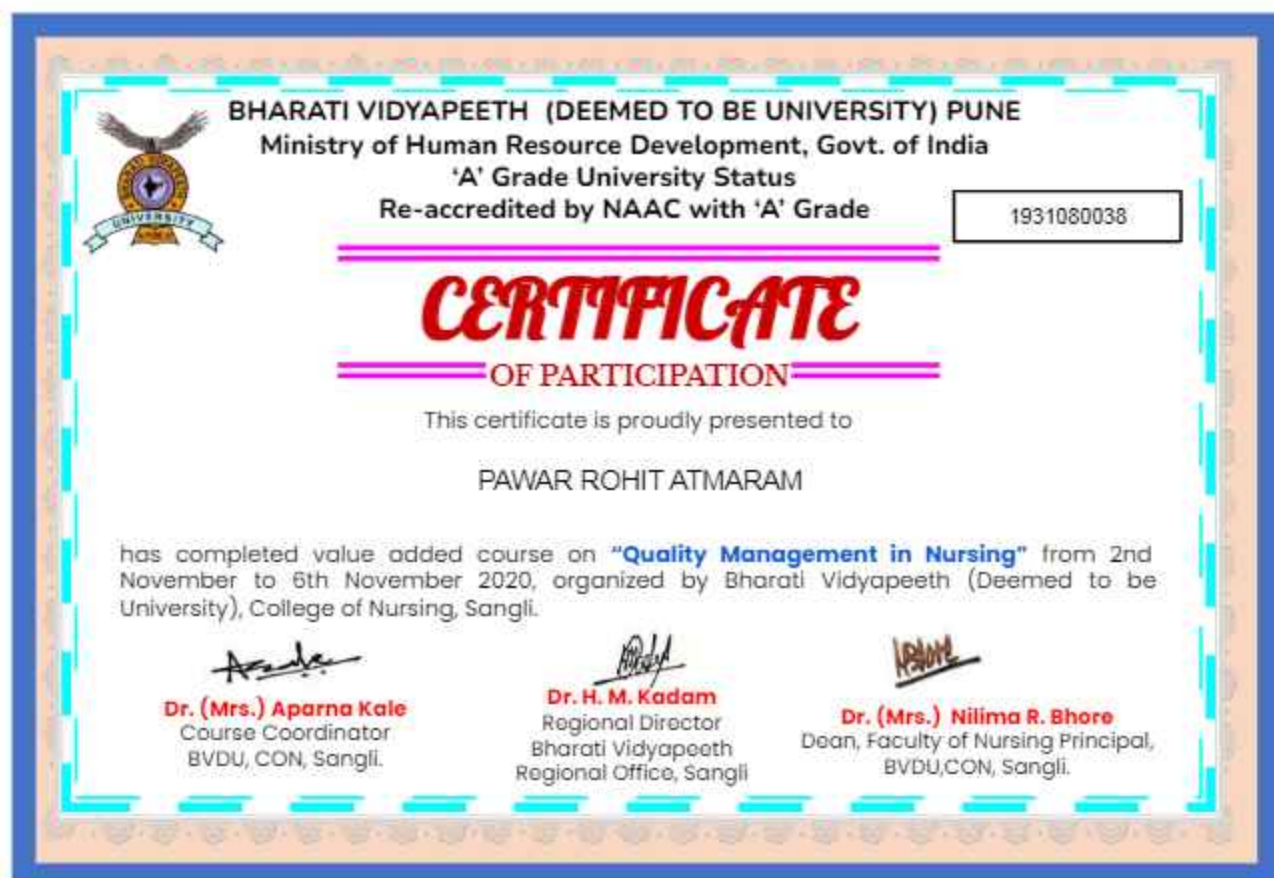 BHARATI VIDYAPEETH (DEEMED TO BE UNIVERSITY) PUNE
Ministry of Human Resource Development, Govt. of India
‘A’ Grade University Status
Re-accredited by NAAC with ‘A’ Grade
1931080038
BHARATI VIDYAPEETH
UNIVERSITY
CERTIFICATE
OF PARTICIPATION
This certificate is proudly presented to
PAWAR ROHIT ATMARAM
has completed value added course on “Quality Management in Nursing” from 2nd
November to 6th November 2020, organized by Bharati Vidyapeeth (Deemed to be
University), College of Nursing, Sangli.
Dr. (Mrs.) Aparna Kale
Course Coordinator
BVDU, CON, Sangli.
Dr. H. M. Kadam
Regional Director
Bharati Vidyapeeth
Regional Office, Sangli
Dr. (Mrs.) Nilima R. Bhore
Dean, Faculty of Nursing Principal,
BVDU,CON, Sangli.